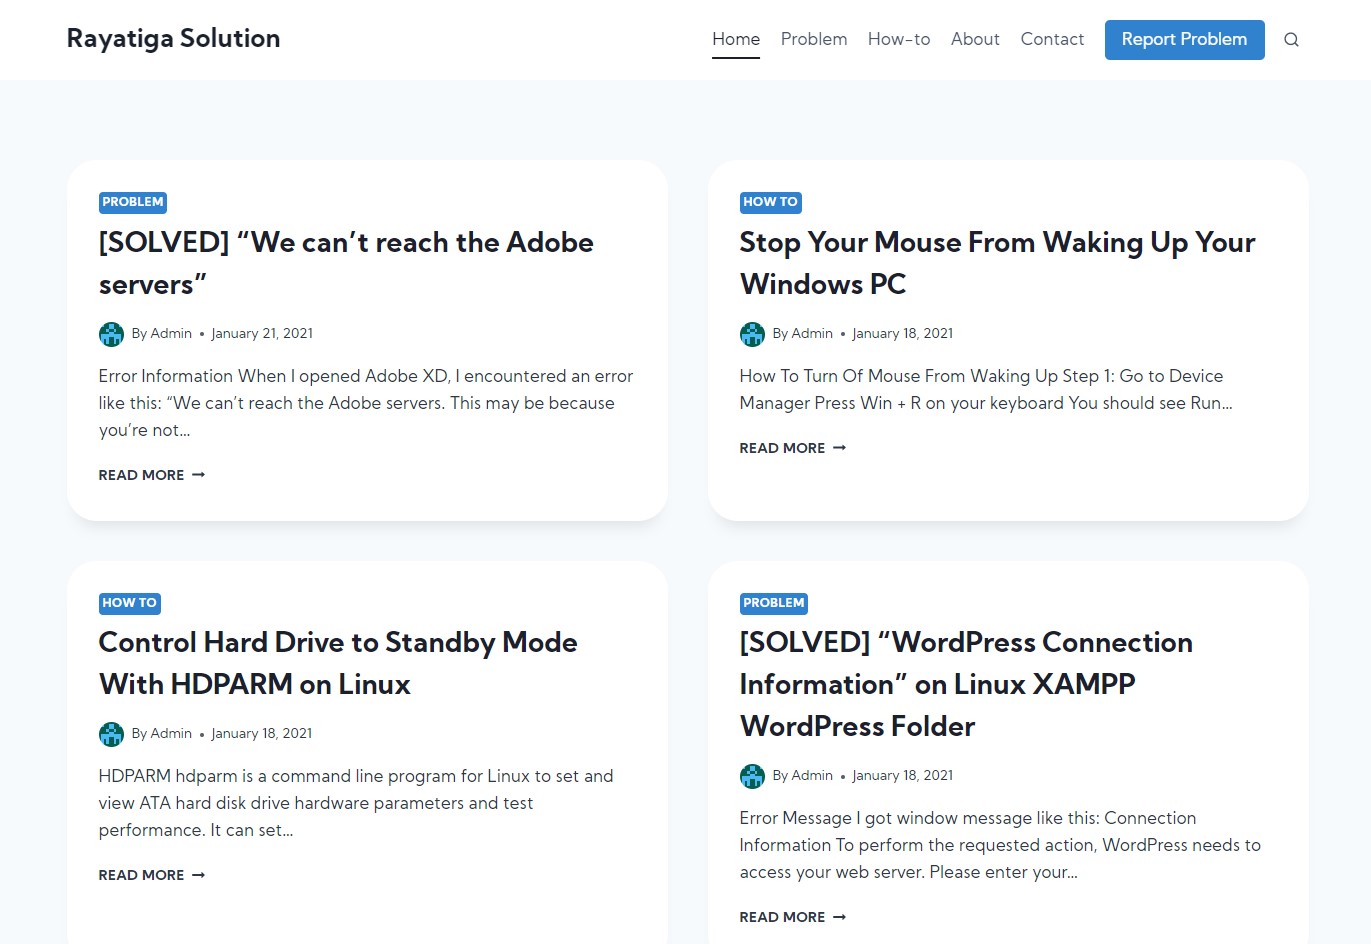 Rayatiga Solution
Home Problem How-to About Contact Report Problem
PROBLEM
[SOLVED] “We can’t reach the Adobe
servers”
By Admin • January 21, 2021
Error Information When I opened Adobe XD, I encountered an error
like this: “We can’t reach the Adobe servers. This may be because
you’re not...
READ MORE →
HOW TO
Stop Your Mouse From Waking Up Your
Windows PC
By Admin • January 18, 2021
How To Turn Of Mouse From Waking Up Step 1: Go to Device
Manager Press Win + R on your keyboard You should see Run...
READ MORE →
HOW TO
Control Hard Drive to Standby Mode
With HDPARM on Linux
By Admin • January 18, 2021
HDPARM hdparm is a command line program for Linux to set and
view ATA hard disk drive hardware parameters and test
performance. It can set...
READ MORE →
PROBLEM
[SOLVED] “WordPress Connection
Information” on Linux XAMPP
WordPress Folder
By Admin • January 18, 2021
Error Message I got window message like this: Connection
Information To perform the requested action, WordPress needs to
access your web server. Please enter your...
READ MORE →